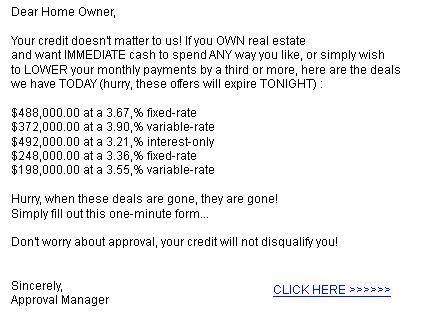 Dear Home Owner,
Your credit doesn't matter to us! If you OWN real estate
and want IMMEDIATE cash to spend ANY way you like, or simply wish
to LOWER your monthly payments by a third or more, here are the deals
we have TODAY (hurry, these offers will expire TONIGHT) :
$488,000.00 at a 3.67,% fixed-rate
$372,000.00 at a 3.90,% variable-rate
$492,000.00 at a 3.21,% interest-only
$248,000.00 at a 3.36,% fixed-rate
$198,000.00 at a 3.55,% variable-rate
Hurry, when these deals are gone, they are gone!
Simply fill out this one-minute form...
Don't worry about approval, your credit will not disqualify you!
Sincerely,
Approval Manager
CLICK HERE >>>>>>